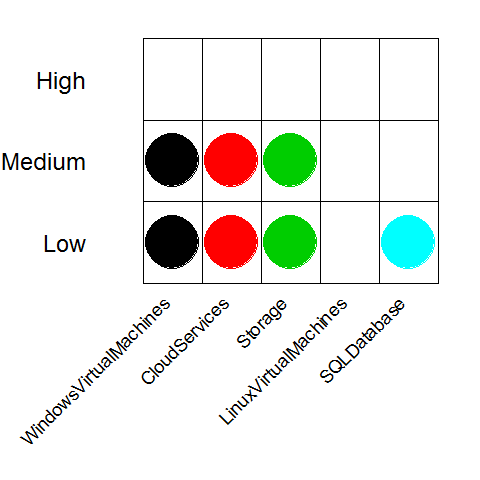 High
Medium
Low
WindowsVirtualMachines
CloudServices
Storage
LinuxVirtualMachines
SQLDatabase